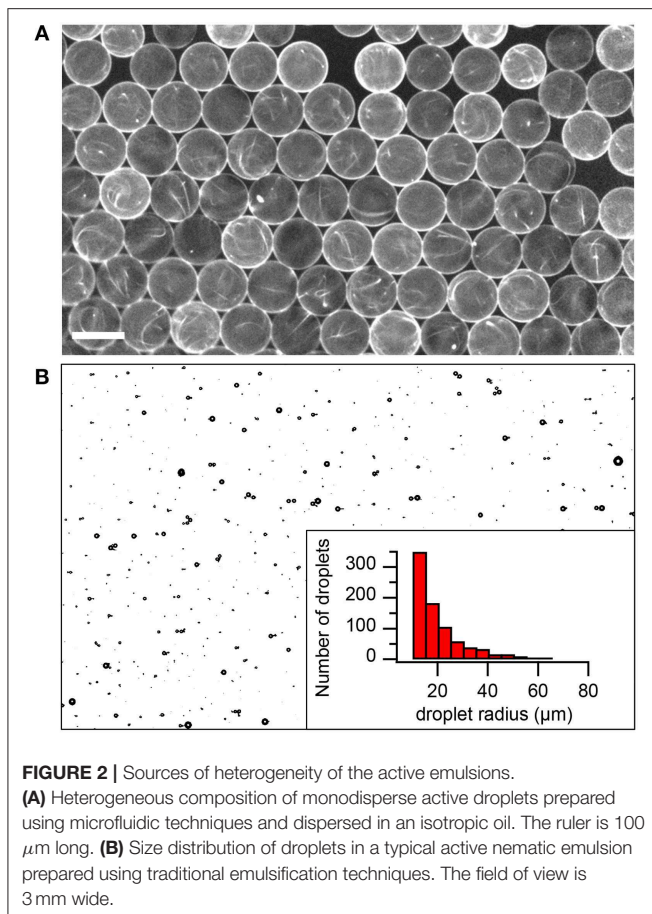 A
B
Number of droplets
300
200
100
0
20 40 60 80
droplet radius (μm)
FIGURE 2 | Sources of heterogeneity of the active emulsions.
(A) Heterogeneous composition of monodisperse active droplets prepared
using microfluidic techniques and dispersed in an isotropic oil. The ruler is 100
μm long. (B) Size distribution of droplets in a typical active nematic emulsion
prepared using traditional emulsification techniques. The field of view is
3 mm wide.